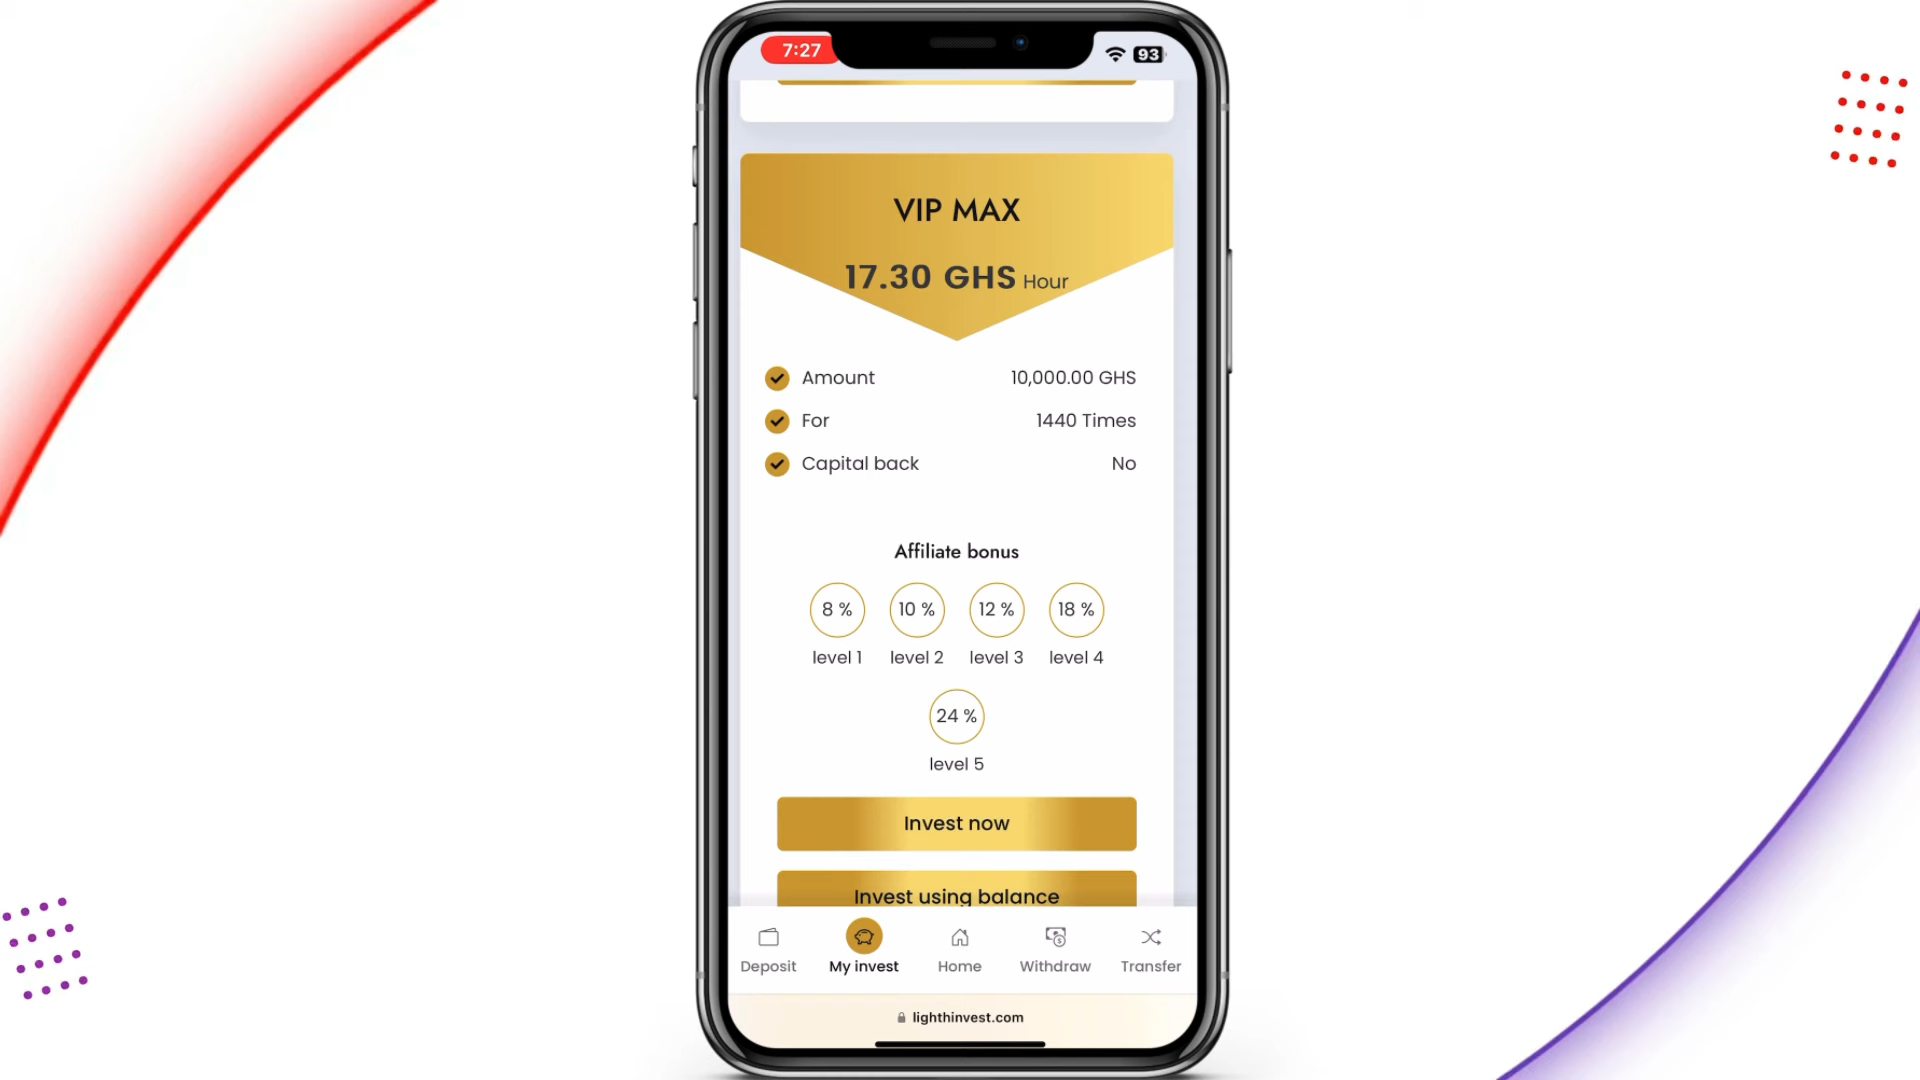 7:27
93
VIP MAX
17.30 GHS Hour
Amount 10,000.00 GHS
For 1440 Times
Capital back No
Affiliate bonus
8 % 10 % 12 % 18 %
level 1 level 2 level 3 level 4
24 %
level 5
Invest now
Invest using balance
Deposit My invest Home Withdraw Transfer
lighthinvest.com